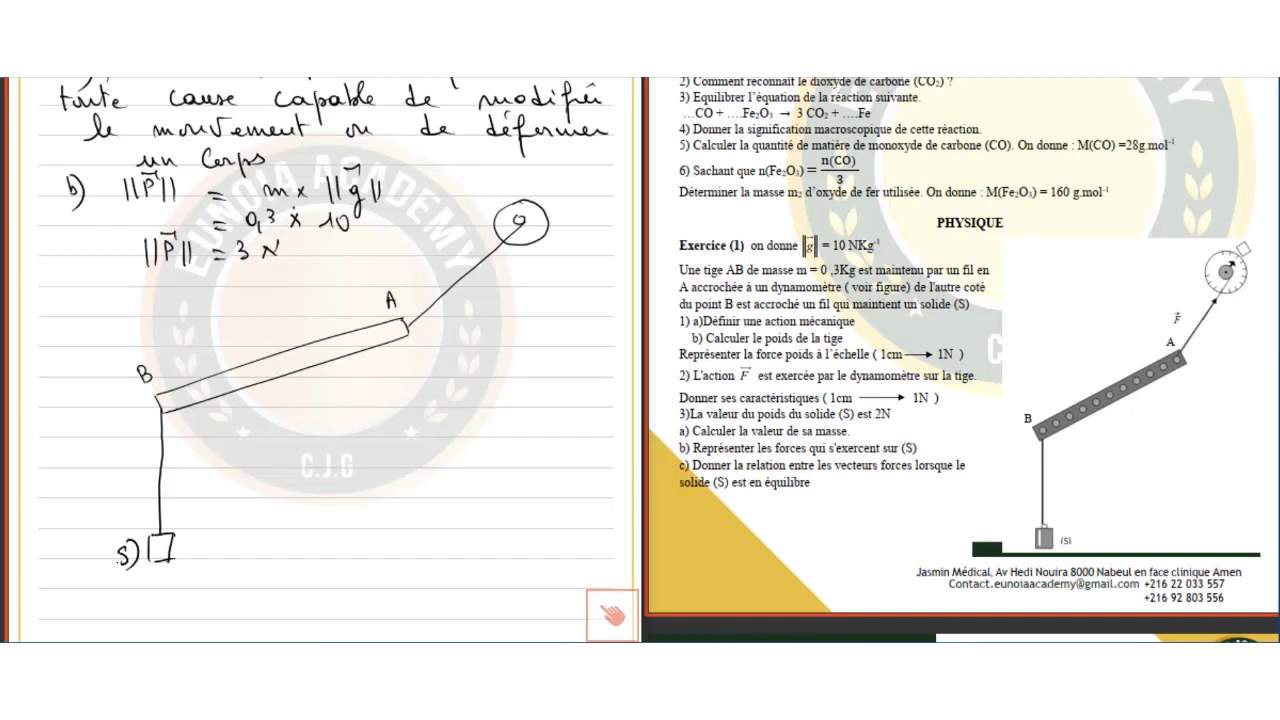 toute cause capable de modifier
le mouvement ou de déformer
un Corps
b) ||P|| = m x ||g||
= 0,3 x 10
||P|| = 3 N
A
B
S)
EUNOIA ACADEMY
C.J.G
2) Comment reconnaît le dioxyde de carbone (CO₂) ?
3) Equilibrer l'équation de la réaction suivante.
…CO + ….Fe₂O₃ → 3 CO₂ + ….Fe
4) Donner la signification macroscopique de cette réaction.
5) Calculer la quantité de matière de monoxyde de carbone (CO). On donne : M(CO) =28g.mol⁻¹
6) Sachant que n(Fe₂O₃) = n(CO)/3
Déterminer la masse m₂ d'oxyde de fer utilisée. On donne : M(Fe₂O₃) = 160 g.mol⁻¹
PHYSIQUE
Exercice (1) on donne ||g|| = 10 NKg⁻¹
Une tige AB de masse m = 0 ,3Kg est maintenu par un fil en
A accrochée à un dynamomètre ( voir figure) de l'autre coté
du point B est accroché un fil qui maintient un solide (S)
1) a)Définir une action mécanique
b) Calculer le poids de la tige
Représenter la force poids à l'échelle ( 1cm → 1N )
2) L'action F est exercée par le dynamomètre sur la tige.
Donner ses caractéristiques ( 1cm → 1N )
3)La valeur du poids du solide (S) est 2N
a) Calculer la valeur de sa masse.
b) Représenter les forces qui s'exercent sur (S)
c) Donner la relation entre les vecteurs forces lorsque le
solide (S) est en équilibre
F
A
B
(S)
Jasmin Médical, Av Hedi Nouira 8000 Nabeul en face clinique Amen
Contact.eunoiaacademy@gmail.com +216 22 033 557
+216 92 803 556